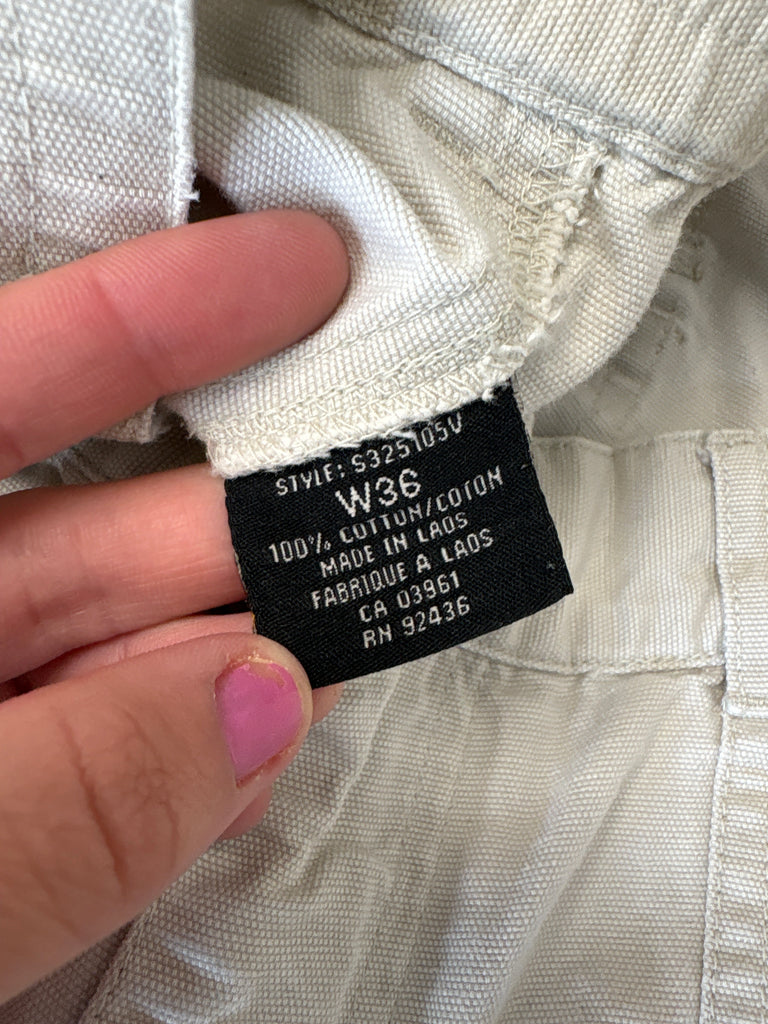 STYLE: S325105V
W36
100% COTTON/COTON
MADE IN LAOS
FABRIQUE A LAOS
CA 03961
RN 92436